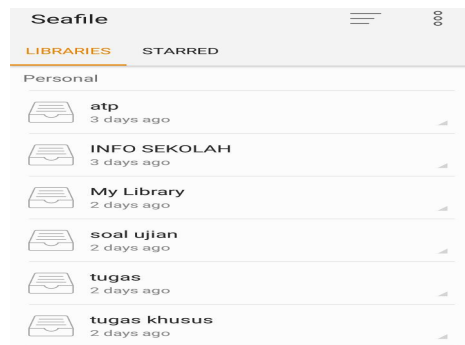 Seafile
LIBRARIES STARRED
Personal
atp
3 days ago
INFO SEKOLAH
3 days ago
My Library
2 days ago
soal ujian
2 days ago
tugas
2 days ago
tugas khusus
2 days ago